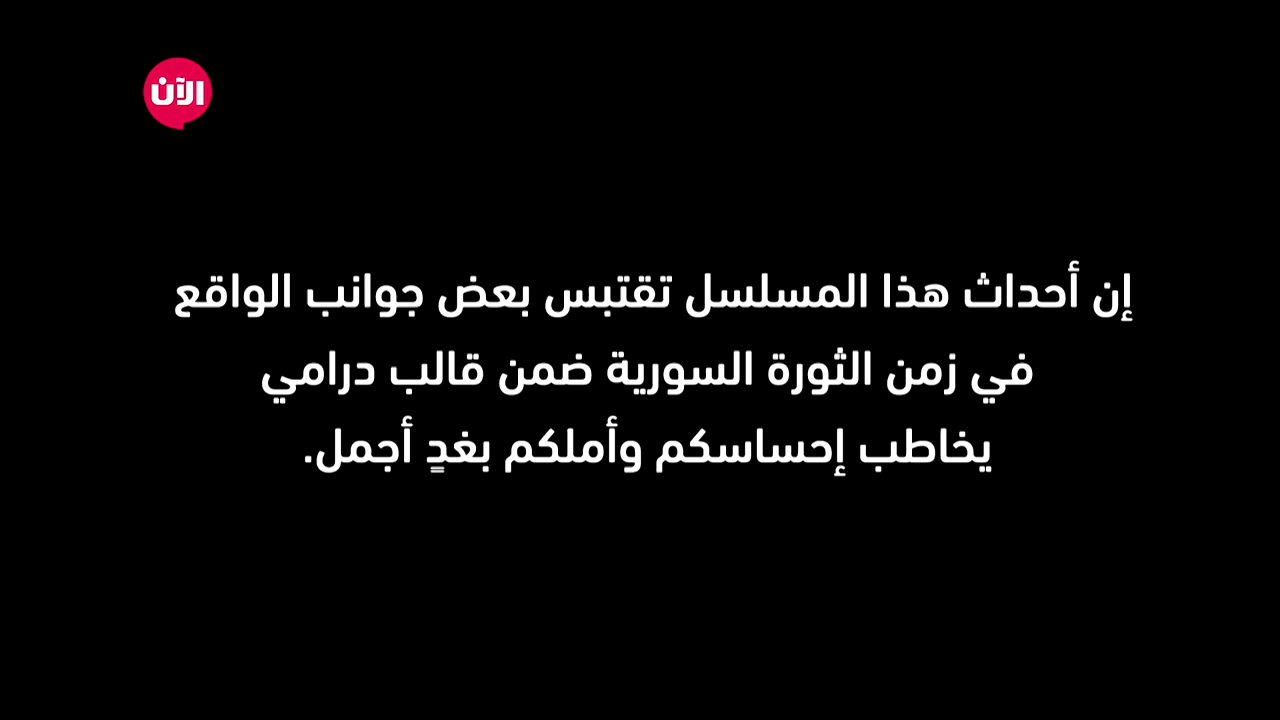 الآن
إن أحداث هذا المسلسل تقتبس بعض جوانب الواقع
في زمن الثورة السورية ضمن قالب درامي
يخاطب إحساسكم وأملكم بغدٍ أجمل.